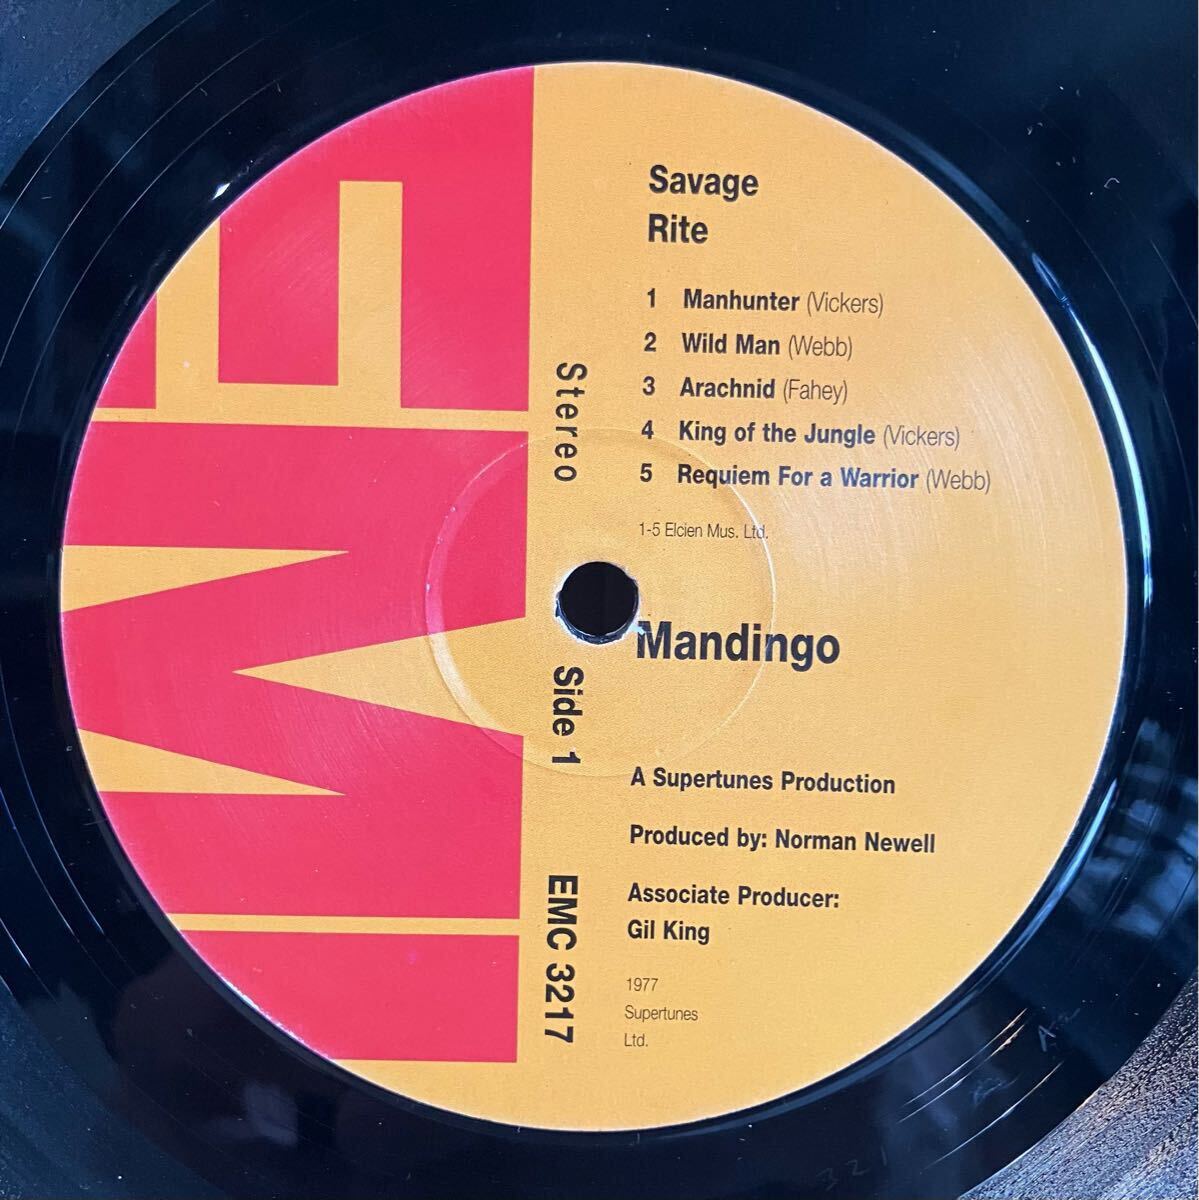 EMI
Savage
Rite
1 Manhunter (Vickers)
2 Wild Man (Webb)
3 Arachnid (Fahey)
4 King of the Jungle (Vickers)
5 Requiem For a Warrior (Webb)
1-5 Elcien Mus. Ltd.
Mandingo
A Supertunes Production
Produced by: Norman Newell
Associate Producer:
Gil King
1977
Supertunes
Ltd.
Stereo
Side 1
EMC 3217